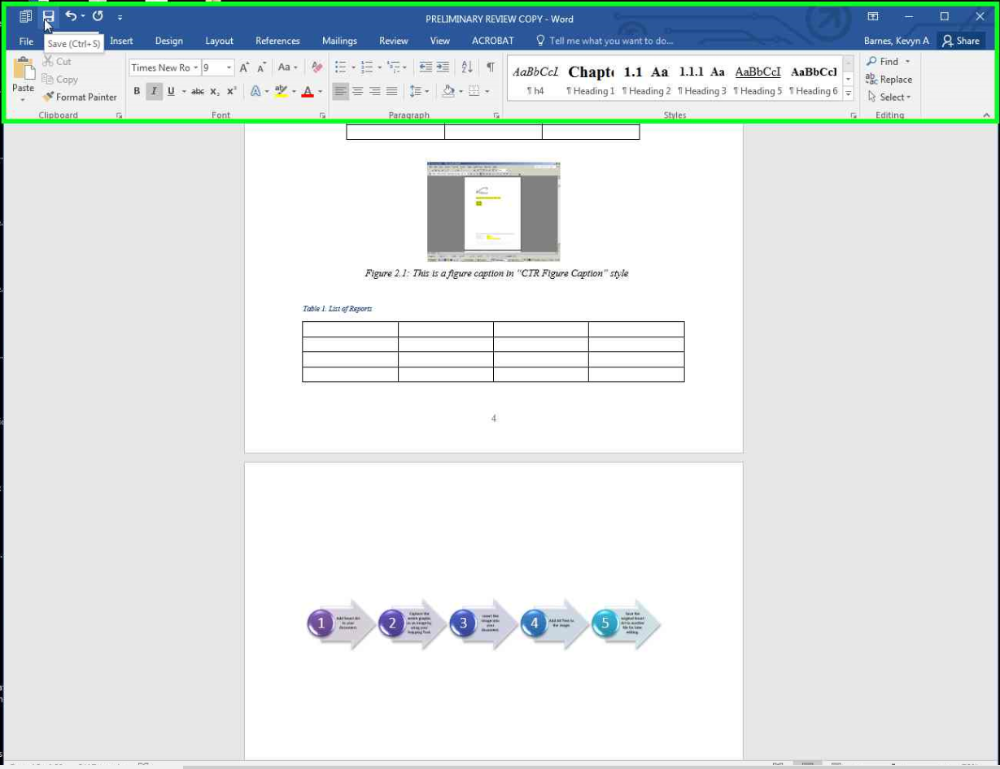 PRELIMINARY REVIEW COPY - Word
File Insert Design Layout References Mailings Review View ACROBAT Tell me what you want to do... Barnes, Kevyn A Share
Save (Ctrl+S)
Cut
Copy
Format Painter
Paste
Clipboard
Times New Ro 9
Font
Paragraph
AaBbCcI Chapte 1.1 Aa 1.1.1 Aa AaBbCcI AaBbCcI
¶ h4 ¶ Heading 1 ¶ Heading 2 ¶ Heading 3 ¶ Heading 5 ¶ Heading 6
Styles
Find
Replace
Select
Editing
Figure 2.1: This is a figure caption in “CTR Figure Caption” style
Table 1. List of Reports
4
1 Add Smart Art
to your
document.
2 Capture the
entire graphic
as an image by
using your
Snipping Tool.
3 Insert the
image into
your
document.
4 Add Alt Text to
the image.
5 Save the
original Smart
Art to another
file for later
editing.